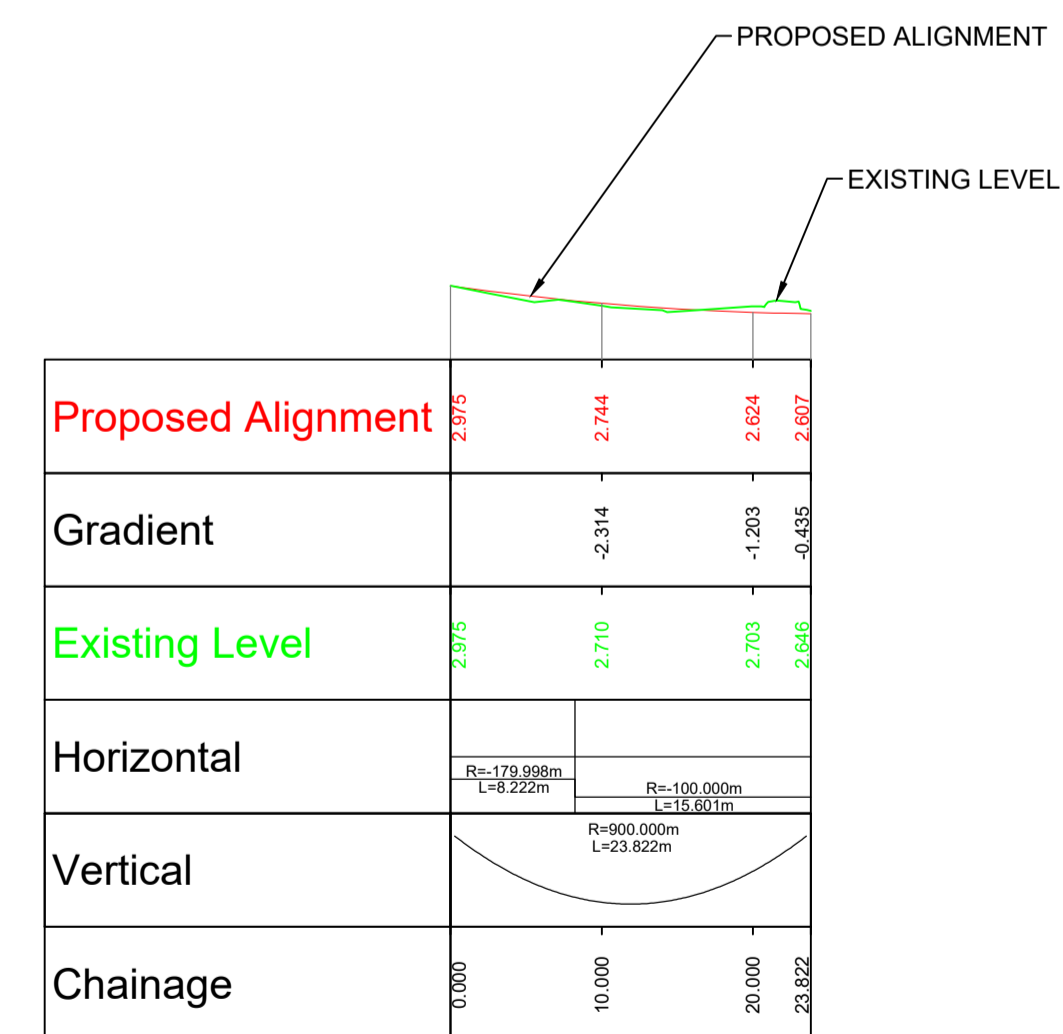 PROPOSED ALIGNMENT
EXISTING LEVEL
Proposed Alignment 2.975 2.744 2.624 2.607
Gradient -2.314 -1.203 -0.435
Existing Level 2.975 2.710 2.703 2.646
Horizontal
R=-179.998m
L=8.222m
R=-100.000m
L=15.601m
Vertical
R=900.000m
L=23.822m
Chainage 0.000 10.000 20.000 23.822